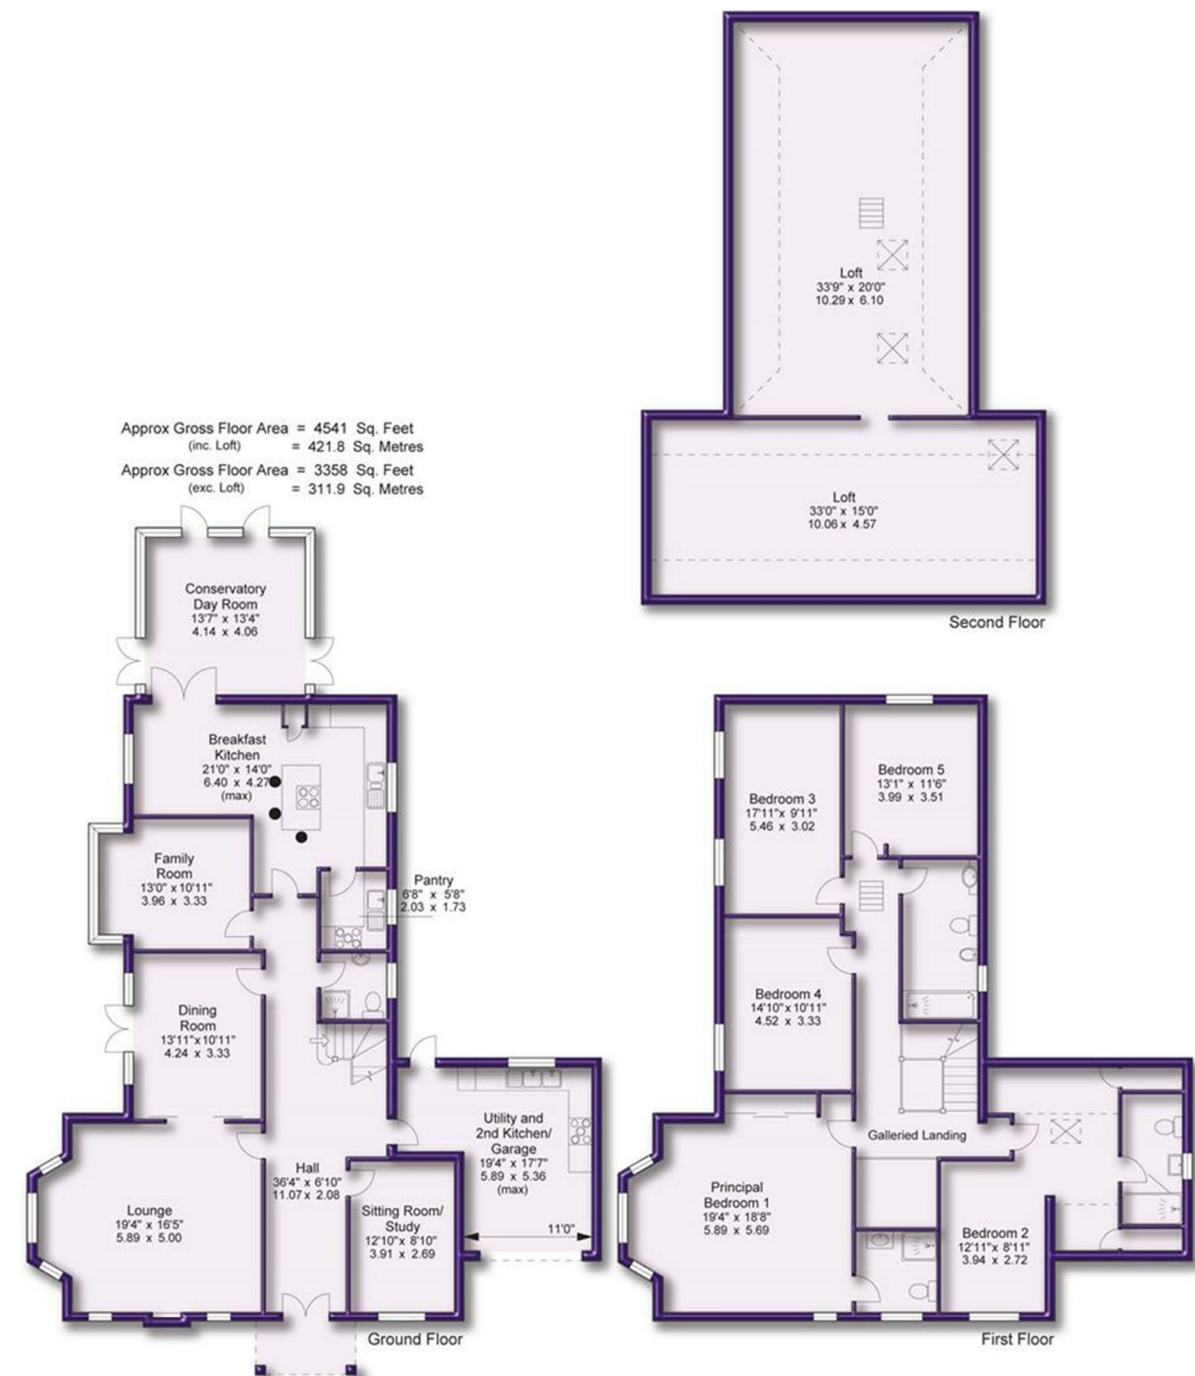 Loft
33'9" x 20'0"
10.29 x 6.10
Loft
33'0" x 15'0"
10.06 x 4.57
Second Floor
Approx Gross Floor Area = 4541 Sq. Feet
(inc. Loft) = 421.8 Sq. Metres
Approx Gross Floor Area = 3358 Sq. Feet
(exc. Loft) = 311.9 Sq. Metres
Conservatory
Day Room
13'7" x 13'4"
4.14 x 4.06
Breakfast
Kitchen
21'0" x 14'0"
6.40 x 4.27
(max)
Family
Room
13'0" x 10'11"
3.96 x 3.33
Pantry
6'8" x 5'8"
2.03 x 1.73
Dining
Room
13'11" x 10'11"
4.24 x 3.33
Utility and
2nd Kitchen/
Garage
19'4" x 17'7"
5.89 x 5.36
(max)
11'0"
Hall
36'4" x 6'10"
11.07 x 2.08
Lounge
19'4" x 16'5"
5.89 x 5.00
Sitting Room/
Study
12'10" x 8'10"
3.91 x 2.69
Ground Floor
Bedroom 3
17'11" x 9'11"
5.46 x 3.02
Bedroom 5
13'1" x 11'6"
3.99 x 3.51
Bedroom 4
14'10" x 10'11"
4.52 x 3.33
Galleried Landing
Principal
Bedroom 1
19'4" x 18'8"
5.89 x 5.69
Bedroom 2
12'11" x 8'11"
3.94 x 2.72
First Floor